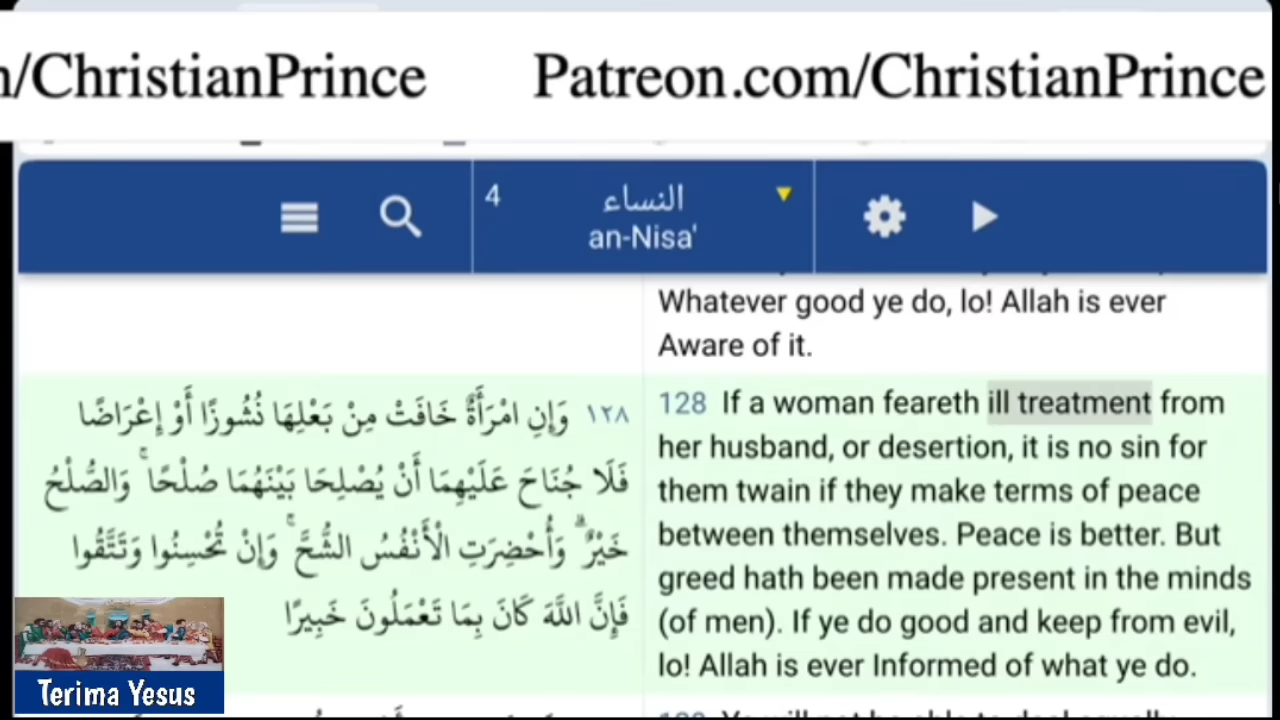 n/ChristianPrince Patreon.com/ChristianPrince
4
النساء
an-Nisa'
Whatever good ye do, lo! Allah is ever
Aware of it.
١٢٨ وَإِنِ امْرَأَةٌ خَافَتْ مِنْ بَعْلِهَا نُشُوزًا أَوْ إِعْرَاضًا
فَلَا جُنَاحَ عَلَيْهِمَا أَنْ يُصْلِحَا بَيْنَهُمَا صُلْحًا ۚ وَالصُّلْحُ
خَيْرٌ ۗ وَأُحْضِرَتِ الْأَنْفُسُ الشُّحَّ ۚ وَإِنْ تُحْسِنُوا وَتَتَّقُوا
فَإِنَّ اللَّهَ كَانَ بِمَا تَعْمَلُونَ خَبِيرًا
128 If a woman feareth ill treatment from
her husband, or desertion, it is no sin for
them twain if they make terms of peace
between themselves. Peace is better. But
greed hath been made present in the minds
(of men). If ye do good and keep from evil,
lo! Allah is ever Informed of what ye do.
Terima Yesus